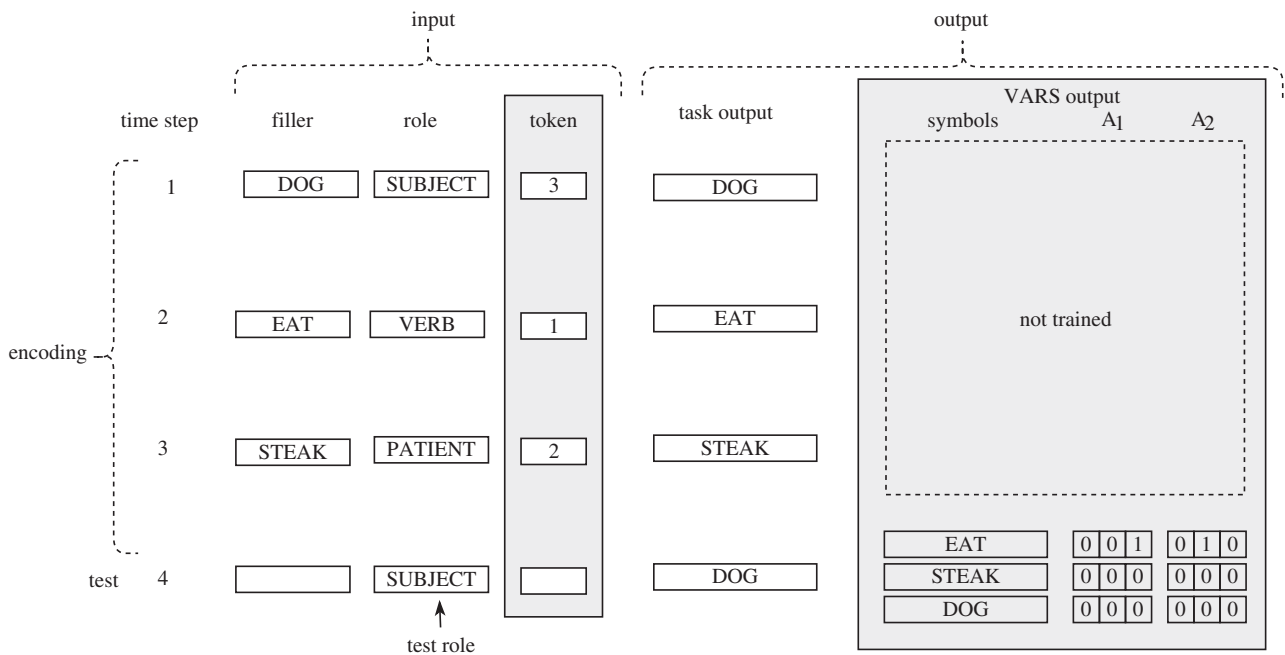 input output
VARS output
time step filler role token task output symbols A1 A2
1 DOG SUBJECT 3 DOG
2 EAT VERB 1 EAT not trained
encoding
3 STEAK PATIENT 2 STEAK
EAT 0 0 1 0 1 0
test 4 SUBJECT DOG STEAK 0 0 0 0 0 0
DOG 0 0 0 0 0 0
test role